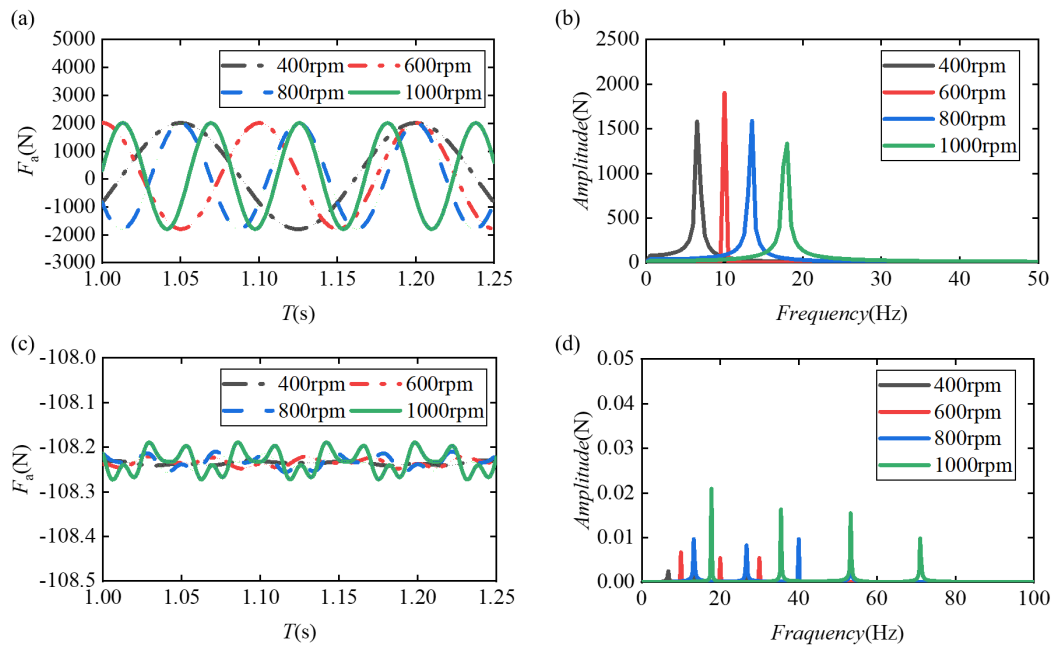 (a)
5000
4000
3000
2000
1000
0
-1000
-2000
-3000
Fa(N)
400rpm 600rpm
800rpm 1000rpm
1.00 1.05 1.10 1.15 1.20 1.25
T(s)
(b)
2500
2000
1500
1000
500
0
Amplitude(N)
400rpm
600rpm
800rpm
1000rpm
0 10 20 30 40 50
Frequency(Hz)
(c)
-108.0
-108.1
-108.2
-108.3
-108.4
-108.5
Fa(N)
400rpm 600rpm
800rpm 1000rpm
1.00 1.05 1.10 1.15 1.20 1.25
T(s)
(d)
0.05
0.04
0.03
0.02
0.01
0.00
Amplitude(N)
400rpm
600rpm
800rpm
1000rpm
0 20 40 60 80 100
Fraquency(Hz)